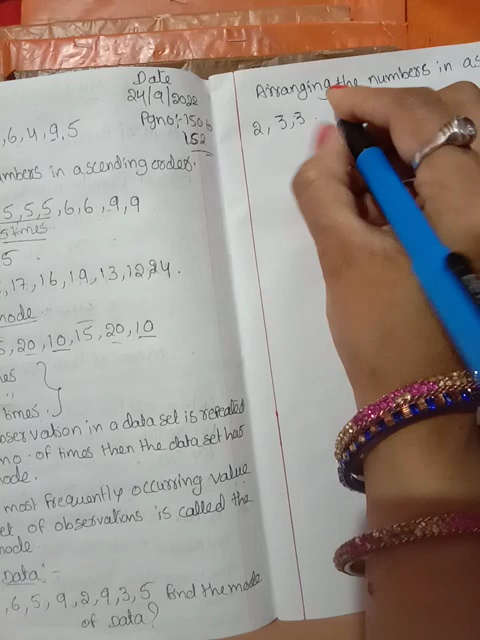 Date
24/9/2022
Pgno:-150 to
152
6, 4, 9, 5
numbers in ascending order.
5, 5, 5, 6, 6, 9, 9
5 times
5.
, 17, 16, 19, 13, 12, 24.
mode
5, 20, 10, 15, 20, 10
times.
observation in a data set is repeated
no. of times then the data set has
mode.
most frequently occurring value
set of observations is called the
mode.
Data:-
, 6, 5, 9, 2, 9, 3, 5 find the mode
of Data?
Arranging the numbers in as
2, 3, 3